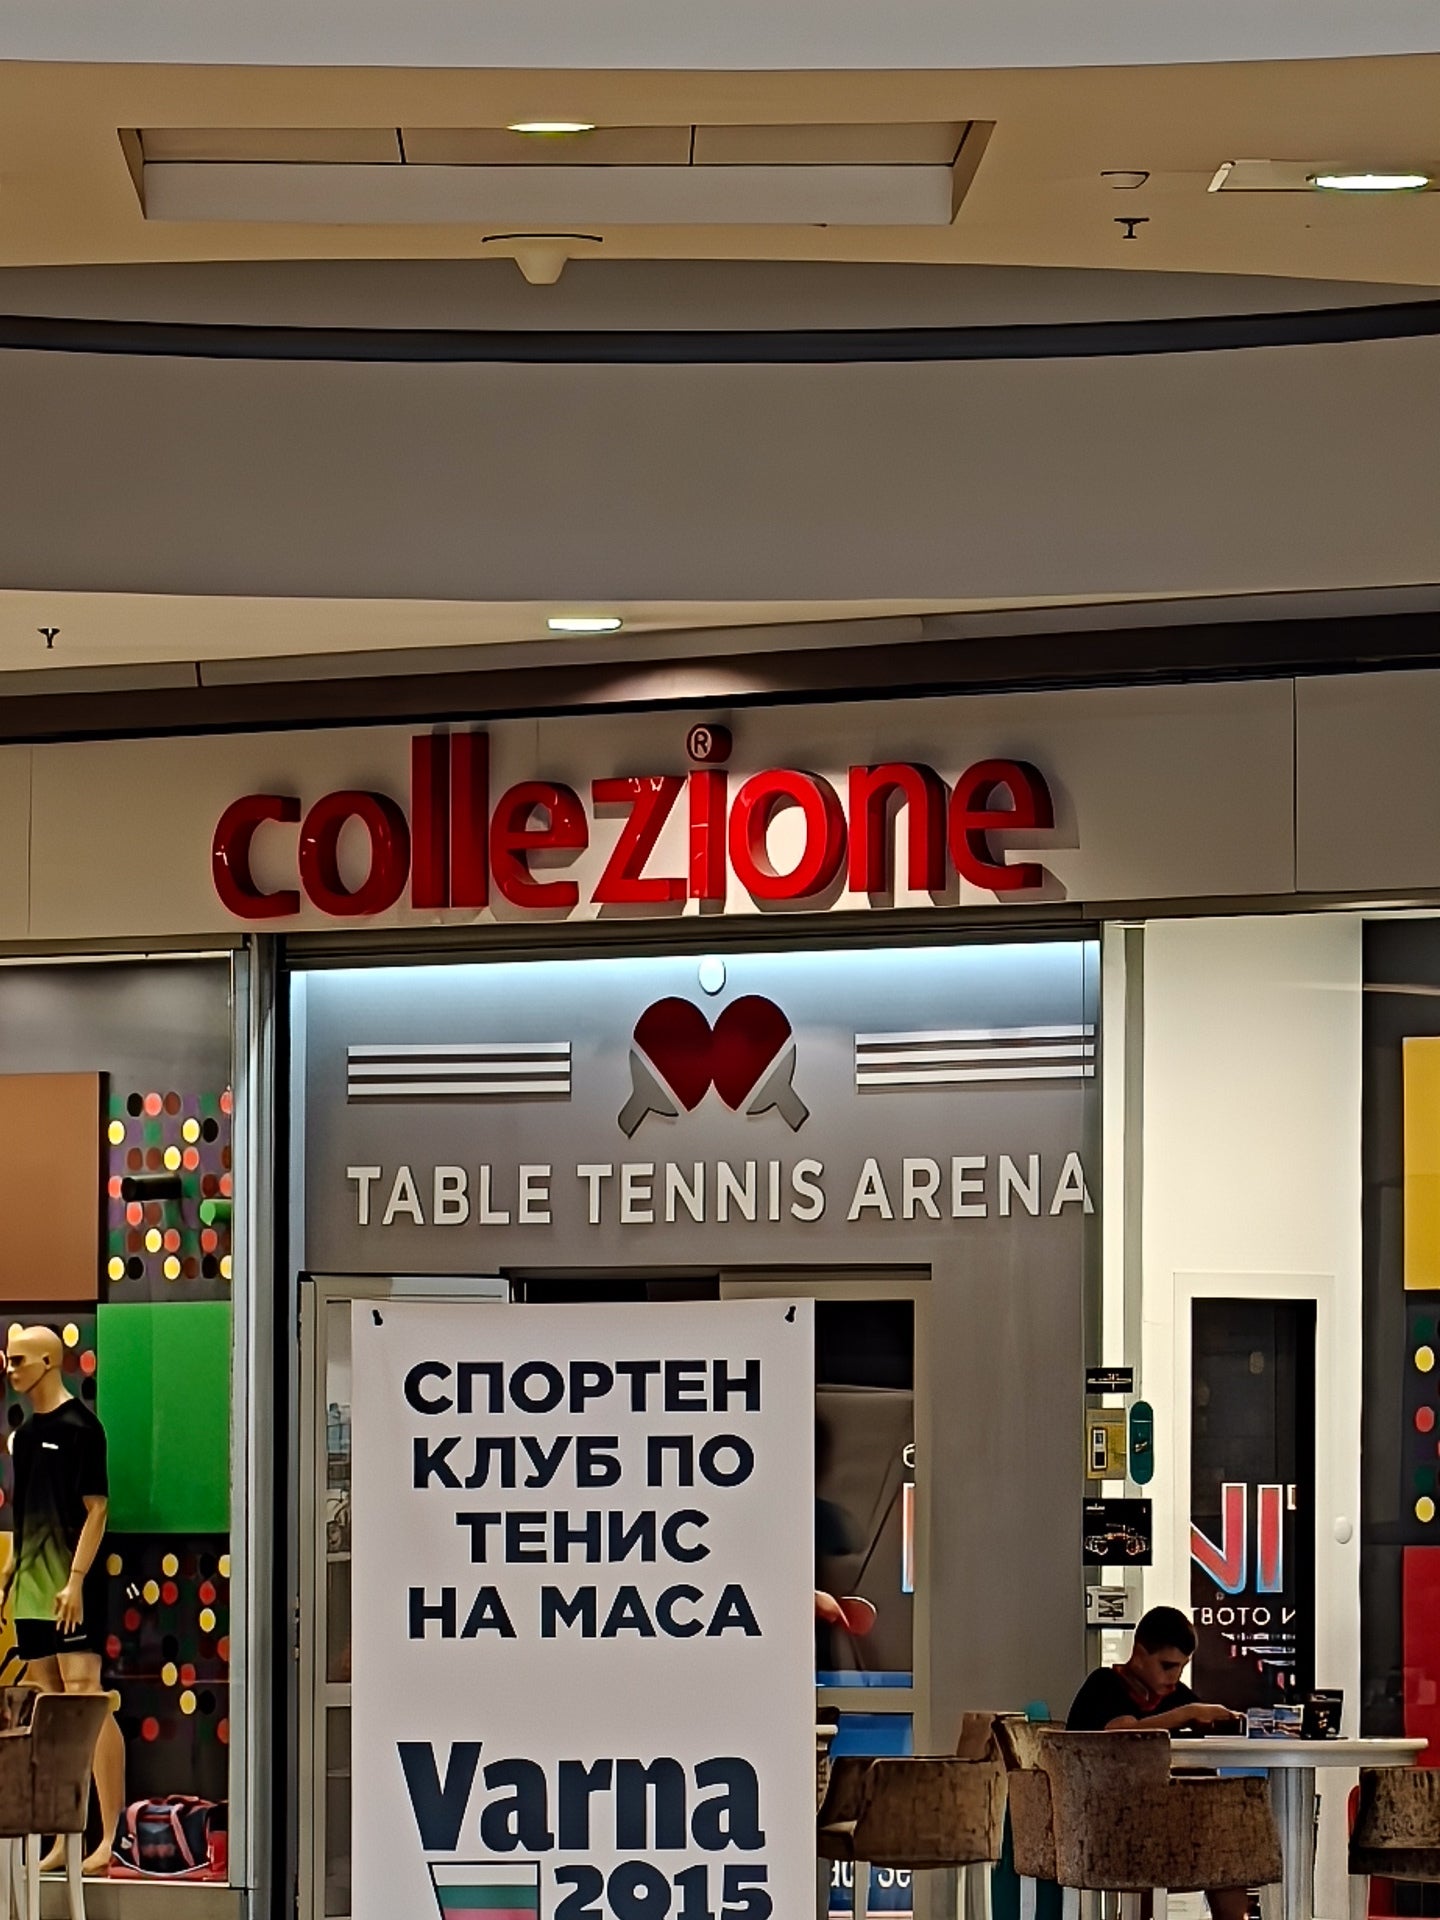 collezione®
TABLE TENNIS ARENA
СПОРТЕН
КЛУБ ПО
ТЕНИС
НА МАСА
Varna
2015